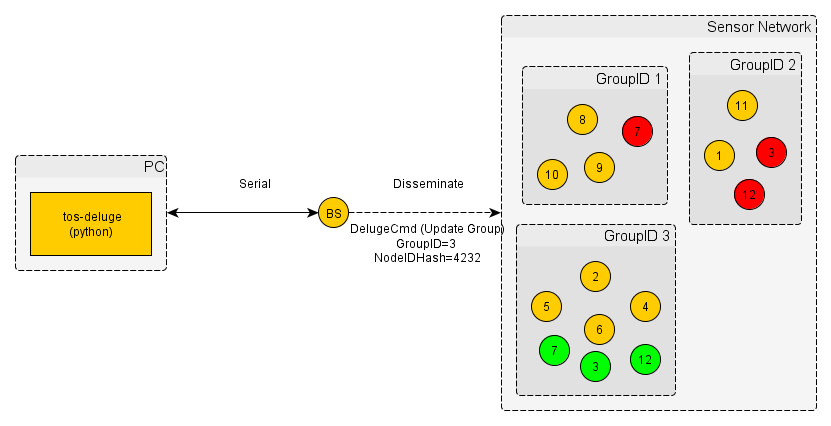 Sensor Network
GroupID 1
8
7
10
9
GroupID 2
11
1
3
12
PC
tos-deluge
(python)
Serial
BS
Disseminate
DelugeCmd (Update Group)
GroupID=3
NodeIDHash=4232
GroupID 3
2
5
4
6
7
3
12